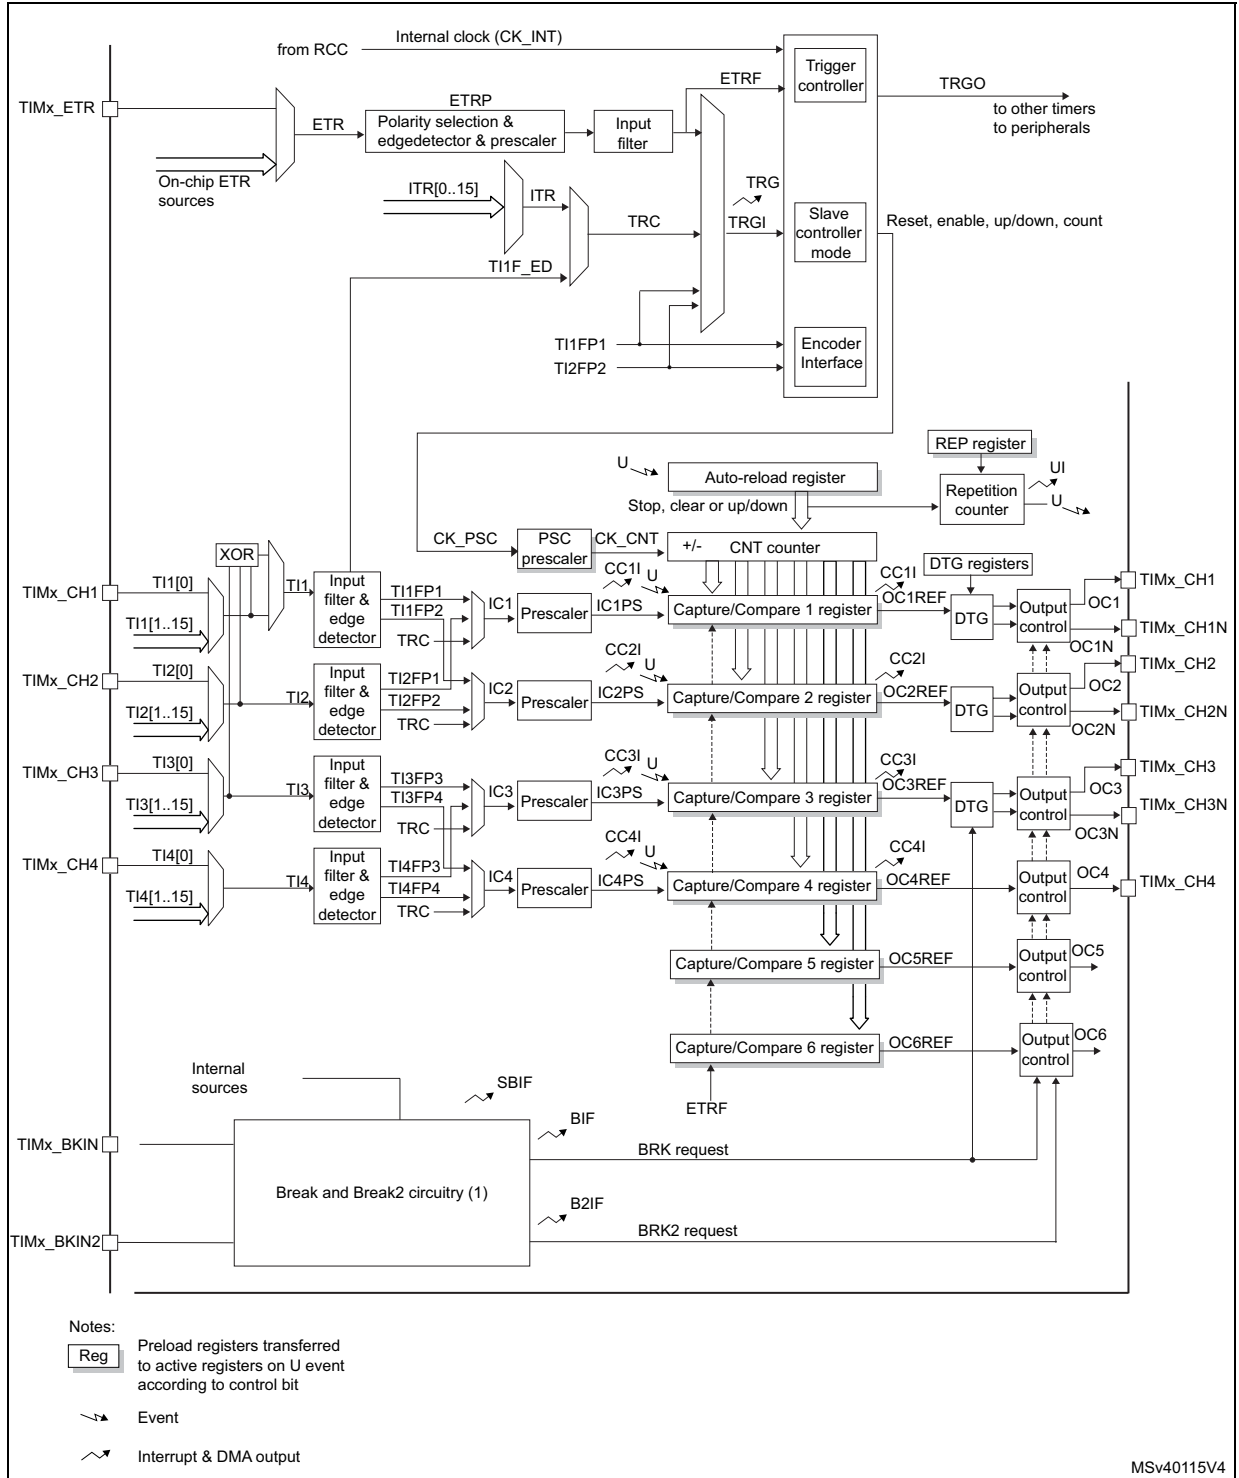 Internal clock (CK_INT)
from RCC
Trigger
controller
ETRF
TRGO
to other timers
to peripherals
TIMx_ETR
ETRP
ETR
Polarity selection &
edgedetector & prescaler
Input
filter
On-chip ETR
sources
ITR[0..15]
ITR
TRG
TRC
TRGI
Slave
controller
mode
Reset, enable, up/down, count
TI1F_ED
TI1FP1
TI2FP2
Encoder
Interface
REP register
U
Auto-reload register
UI
Repetition
counter
U
Stop, clear or up/down
CK_PSC
PSC
prescaler
CK_CNT
+/-
CNT counter
XOR
DTG registers
TIMx_CH1
TI1[0]
TI1[1..15]
TI1
Input
filter &
edge
detector
TI1FP1
TI1FP2
TRC
IC1
Prescaler
IC1PS
CC1I
U
Capture/Compare 1 register
CC1I
OC1REF
DTG
Output
control
OC1
TIMx_CH1
TIMx_CH1N
OC1N
TIMx_CH2
TI2[0]
TI2[1..15]
TI2
Input
filter &
edge
detector
TI2FP1
TI2FP2
TRC
IC2
Prescaler
IC2PS
CC2I
U
Capture/Compare 2 register
CC2I
OC2REF
DTG
Output
control
OC2
TIMx_CH2
TIMx_CH2N
OC2N
TIMx_CH3
TI3[0]
TI3[1..15]
TI3
Input
filter &
edge
detector
TI3FP3
TI3FP4
TRC
IC3
Prescaler
IC3PS
CC3I
U
Capture/Compare 3 register
CC3I
OC3REF
DTG
Output
control
OC3
TIMx_CH3
TIMx_CH3N
OC3N
TIMx_CH4
TI4[0]
TI4[1..15]
TI4
Input
filter &
edge
detector
TI4FP3
TI4FP4
TRC
IC4
Prescaler
IC4PS
CC4I
U
Capture/Compare 4 register
CC4I
OC4REF
Output
control
OC4
TIMx_CH4
Capture/Compare 5 register
OC5REF
Output
control
OC5
Capture/Compare 6 register
OC6REF
Output
control
OC6
ETRF
Internal
sources
SBIF
TIMx_BKIN
BIF
BRK request
Break and Break2 circuitry (1)
B2IF
BRK2 request
TIMx_BKIN2
Notes:
Reg
Preload registers transferred
to active registers on U event
according to control bit
Event
Interrupt & DMA output
MSv40115V4